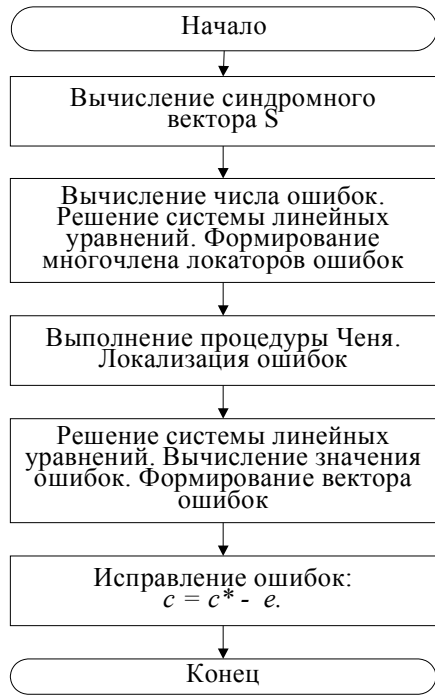 Начало
Вычисление синдромного
вектора S
Вычисление числа ошибок.
Решение системы линейных
уравнений. Формирование
многочлена локаторов ошибок
Выполнение процедуры Ченя.
Локализация ошибок
Решение системы линейных
уравнений. Вычисление значения
ошибок. Формирование вектора
ошибок
Исправление ошибок:
c = c* - e.
Конец